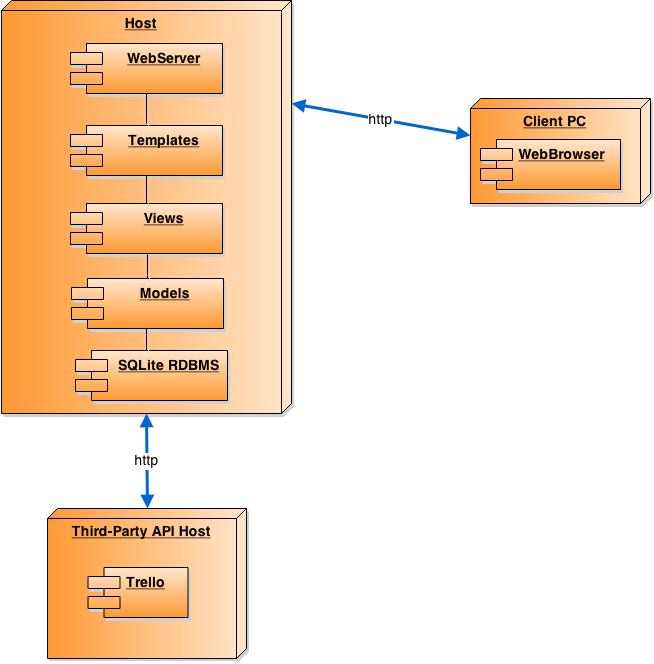 Host
WebServer
Templates
Views
Models
SQLite RDBMS
http
Client PC
WebBrowser
http
Third-Party API Host
Trello